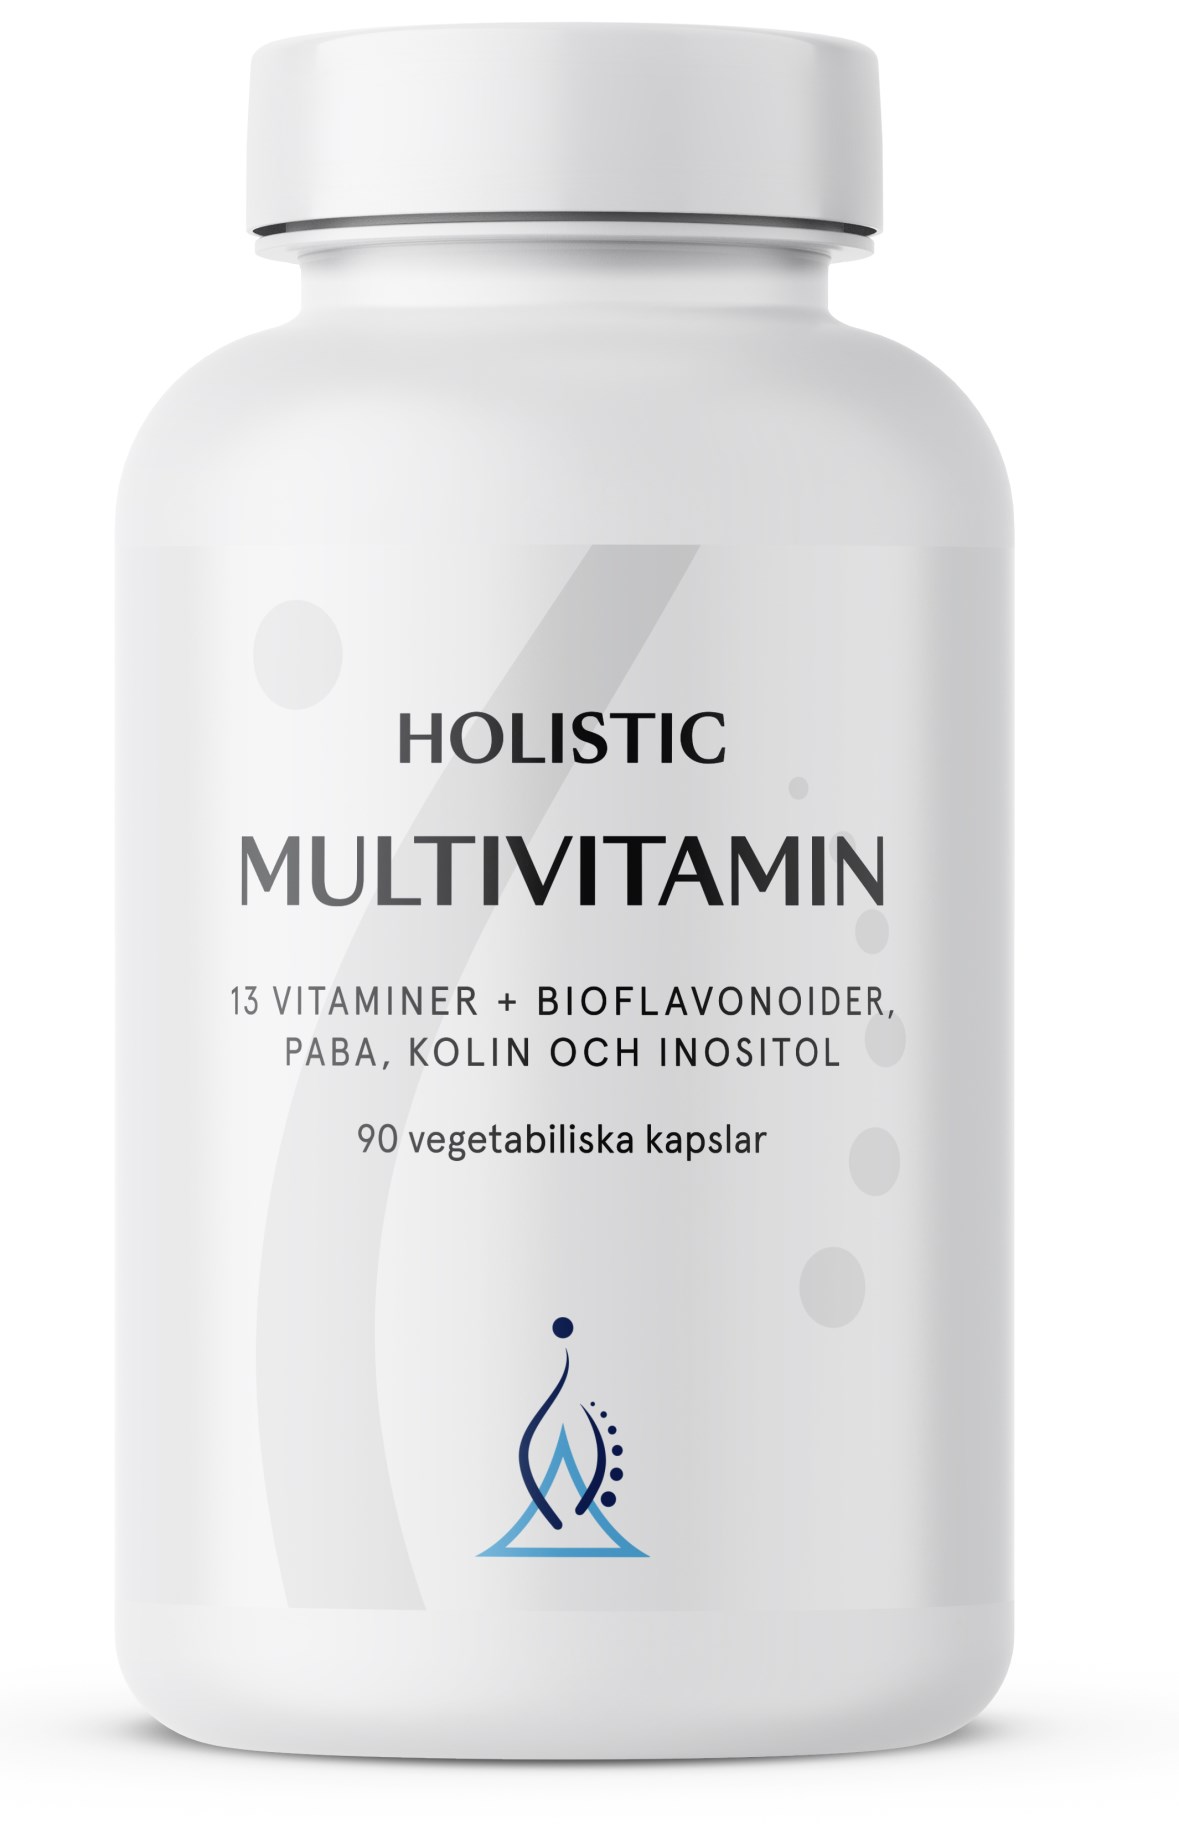 HOLISTIC
MULTIVITAMIN
13 VITAMINER + BIOFLAVONOIDER,
PABA, KOLIN OCH INOSITOL
90 vegetabiliska kapslar